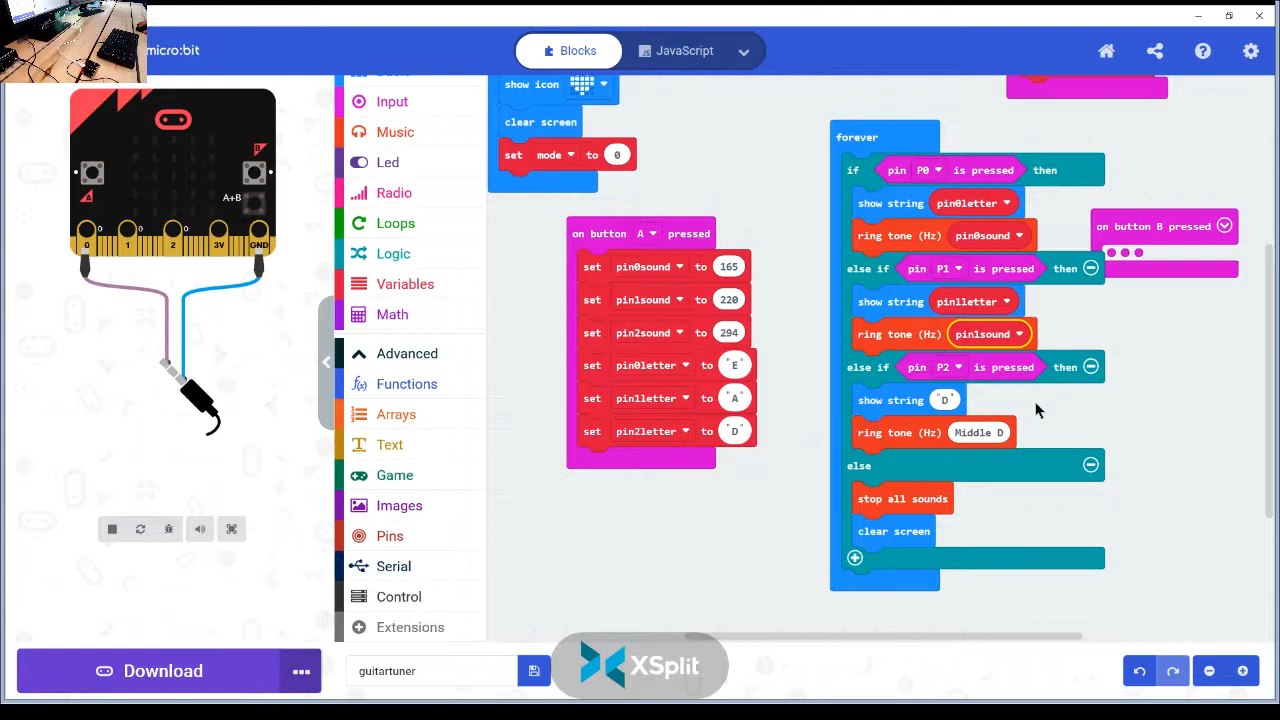 micro:bit
Blocks
JavaScript
B
A
A+B
0 1 2 3V GND
Download
Input
Music
Led
Radio
Loops
Logic
Variables
Math
Advanced
Functions
Arrays
Text
Game
Images
Pins
Serial
Control
Extensions
guitartuner
show icon
clear screen
set mode to 0
on button A pressed
set pin0sound to 165
set pin1sound to 220
set pin2sound to 294
set pin0letter to "E"
set pin1letter to "A"
set pin2letter to "D"
forever
if pin P0 is pressed then
show string pin0letter
ring tone (Hz) pin0sound
else if pin P1 is pressed then
show string pin1letter
ring tone (Hz) pin1sound
else if pin P2 is pressed then
show string "D"
ring tone (Hz) Middle D
else
stop all sounds
clear screen
on button B pressed
XSplit